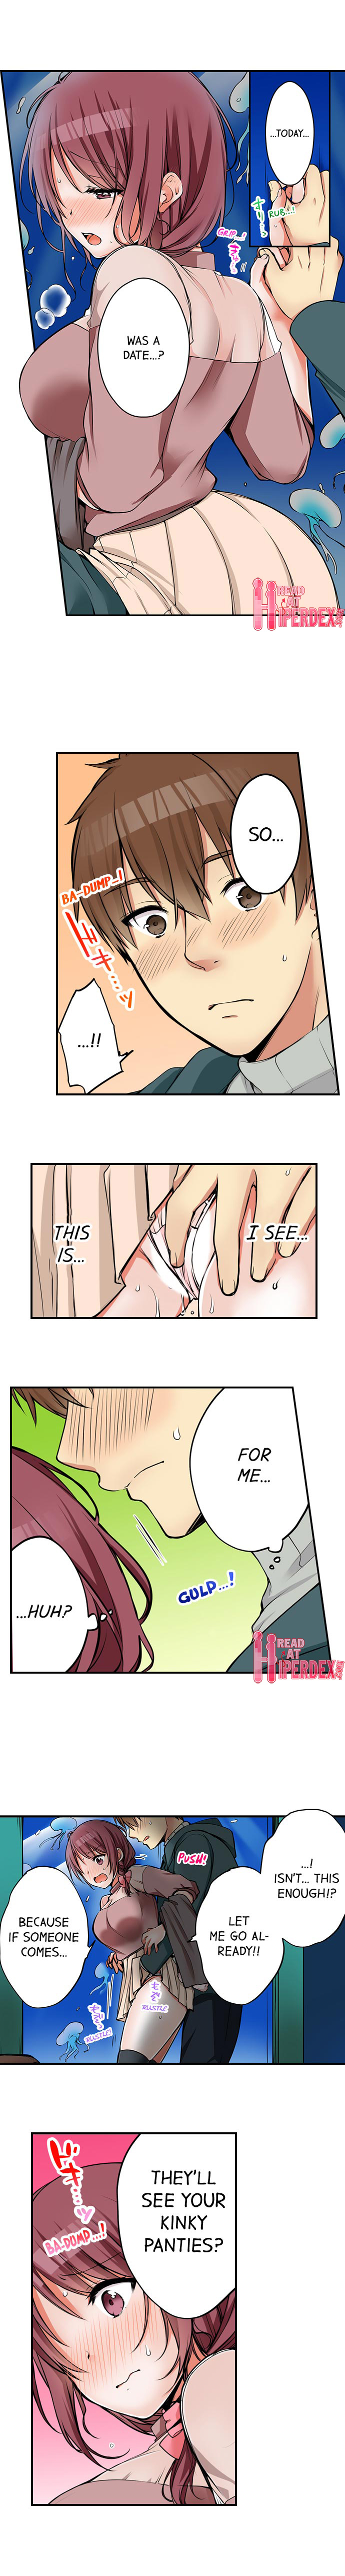 ...TODAY...
RUB...!
GRIP...!
WAS A
DATE...?
READ
AT
HIPERDEX
SO...
BA-DUMP...!
...!!
THIS
IS...
I SEE...
FOR
ME...
GULP...!
...HUH?
READ
AT
HIPERDEX
...!
ISN'T... THIS
ENOUGH!?
PUSH!
LET
ME GO AL-
READY!!
BECAUSE
IF SOMEONE
COMES...
RUSTLE
RUSTLE
THEY'LL
SEE YOUR
KINKY
PANTIES?
BA-DUMP...!